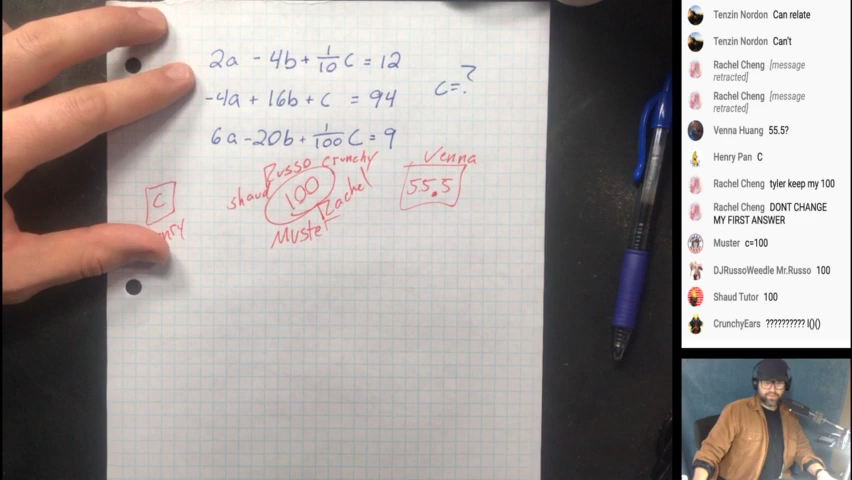 2a - 4b + 1/10 C = 12
-4a + 16b + C = 94
6a - 20b + 1/100 C = 9
C = ?
Russo Crunchy
Shaud
100
Rachel
Muster
Venna
55.5
C
Tenzin Nordon Can relate
Tenzin Nordon Can't
Rachel Cheng [message
retracted]
Rachel Cheng [message
retracted]
Venna Huang 55.5?
Henry Pan C
Rachel Cheng tyler keep my 100
Rachel Cheng DONT CHANGE
MY FIRST ANSWER
Muster c=100
DJRussoWeedle Mr.Russo 100
Shaud Tutor 100
CrunchyEars ?????????? I()()